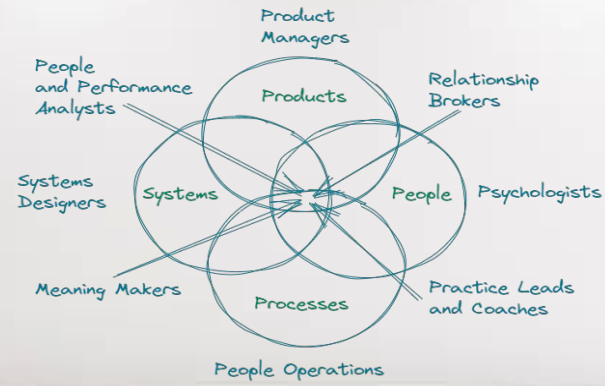 Product
Managers
People
and Performance
Analysts
Relationship
Brokers
Products
Systems
Designers
Systems
People
Psychologists
Meaning Makers
Processes
Practice Leads
and Coaches
People Operations